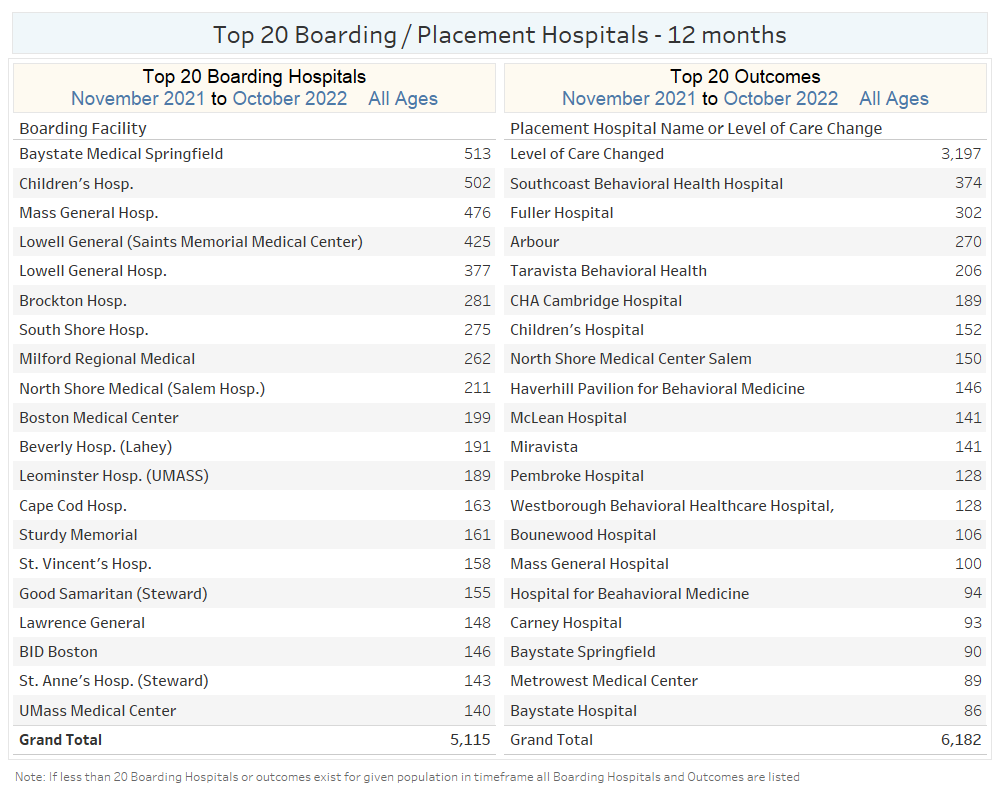 Top 20 Boarding / Placement Hospitals - 12 months
Top 20 Boarding Hospitals
November 2021 to October 2022 All Ages
Boarding Facility
Baystate Medical Springfield 513
Children's Hosp. 502
Mass General Hosp. 476
Lowell General (Saints Memorial Medical Center) 425
Lowell General Hosp. 377
Brockton Hosp. 281
South Shore Hosp. 275
Milford Regional Medical 262
North Shore Medical (Salem Hosp.) 211
Boston Medical Center 199
Beverly Hosp. (Lahey) 191
Leominster Hosp. (UMASS) 189
Cape Cod Hosp. 163
Sturdy Memorial 161
St. Vincent's Hosp. 158
Good Samaritan (Steward) 155
Lawrence General 148
BID Boston 146
St. Anne's Hosp. (Steward) 143
UMass Medical Center 140
Grand Total 5,115
Top 20 Outcomes
November 2021 to October 2022 All Ages
Placement Hospital Name or Level of Care Change
Level of Care Changed 3,197
Southcoast Behavioral Health Hospital 374
Fuller Hospital 302
Arbour 270
Taravista Behavioral Health 206
CHA Cambridge Hospital 189
Children's Hospital 152
North Shore Medical Center Salem 150
Haverhill Pavilion for Behavioral Medicine 146
McLean Hospital 141
Miravista 141
Pembroke Hospital 128
Westborough Behavioral Healthcare Hospital, 128
Bounewood Hospital 106
Mass General Hospital 100
Hospital for Beahavioral Medicine 94
Carney Hospital 93
Baystate Springfield 90
Metrowest Medical Center 89
Baystate Hospital 86
Grand Total 6,182
Note: If less than 20 Boarding Hospitals or outcomes exist for given population in timeframe all Boarding Hospitals and Outcomes are listed